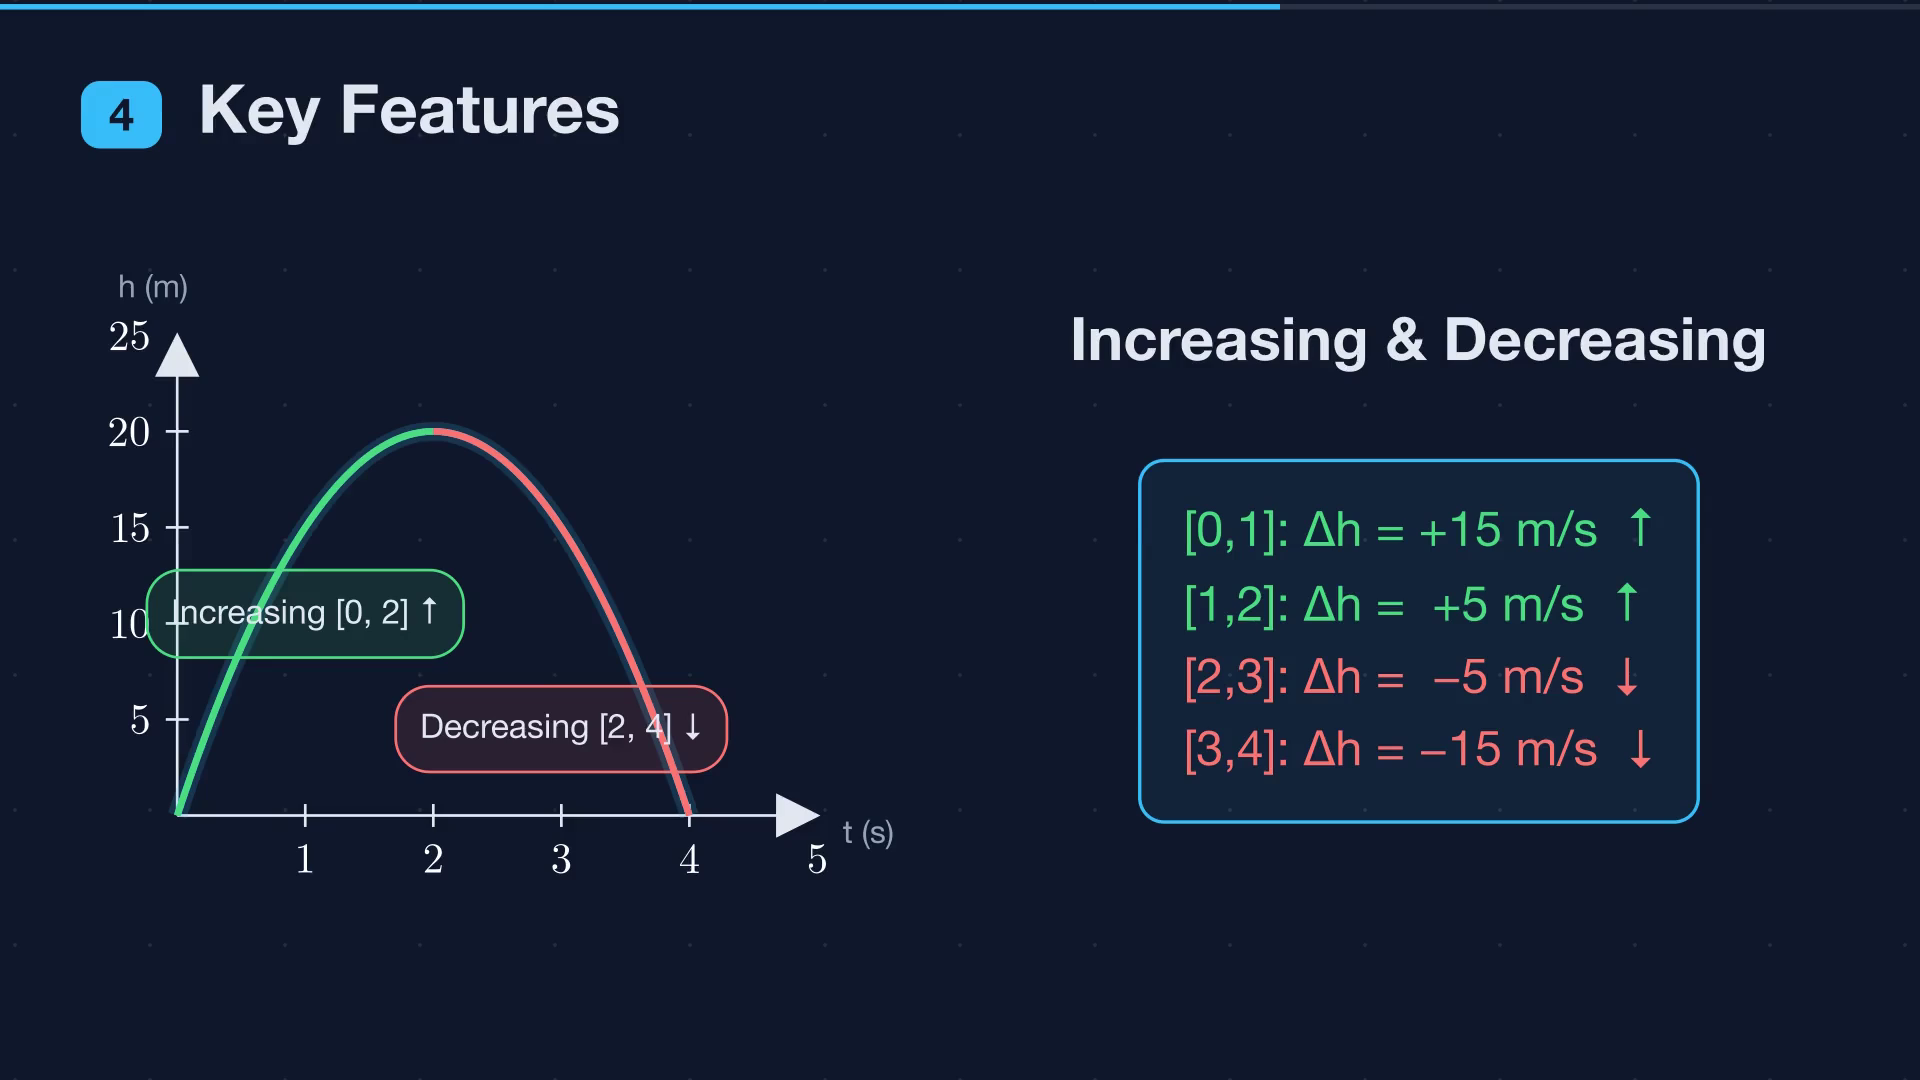 4 Key Features
h (m)
25
20
15
10
5
Increasing [0, 2] ↑
Decreasing [2, 4] ↓
1 2 3 4 5
t (s)
Increasing & Decreasing
[0,1]: Δh = +15 m/s ↑
[1,2]: Δh = +5 m/s ↑
[2,3]: Δh = −5 m/s ↓
[3,4]: Δh = −15 m/s ↓